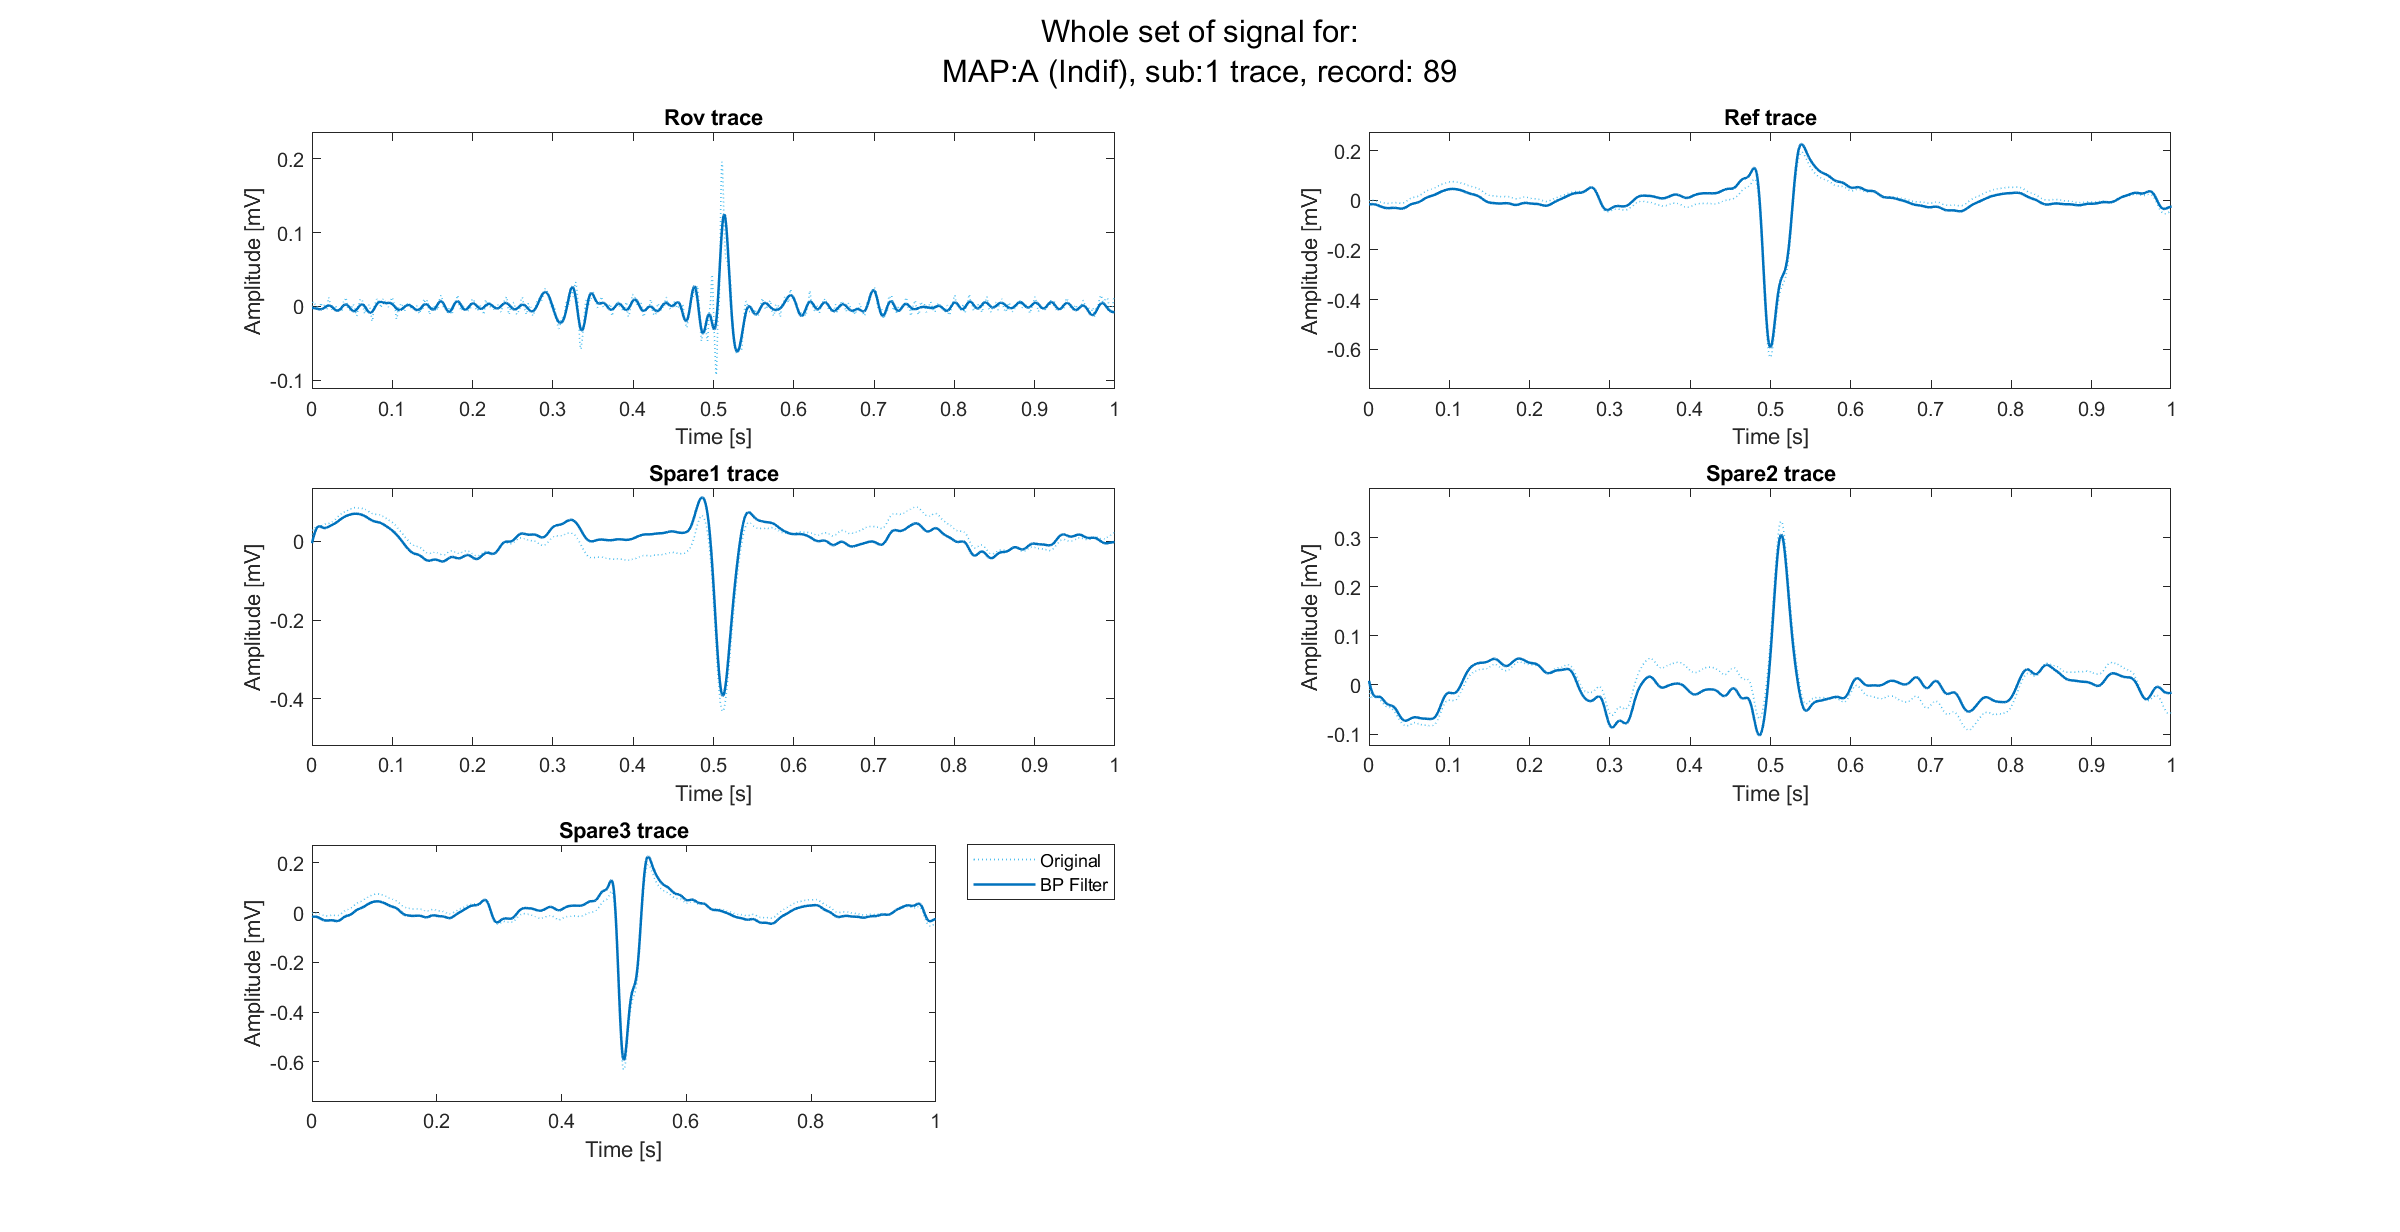 Whole set of signal for:
MAP:A (Indif), sub:1 trace, record: 89
Rov trace
0.2
0.1
0
-0.1
Amplitude [mV]
0 0.1 0.2 0.3 0.4 0.5 0.6 0.7 0.8 0.9 1
Time [s]
Ref trace
0.2
0
-0.2
-0.4
-0.6
Amplitude [mV]
0 0.1 0.2 0.3 0.4 0.5 0.6 0.7 0.8 0.9 1
Time [s]
Spare1 trace
0
-0.2
-0.4
Amplitude [mV]
0 0.1 0.2 0.3 0.4 0.5 0.6 0.7 0.8 0.9 1
Time [s]
Spare2 trace
0.3
0.2
0.1
0
-0.1
Amplitude [mV]
0 0.1 0.2 0.3 0.4 0.5 0.6 0.7 0.8 0.9 1
Time [s]
Spare3 trace
0.2
0
-0.2
-0.4
-0.6
Amplitude [mV]
0 0.2 0.4 0.6 0.8 1
Time [s]
Original
BP Filter